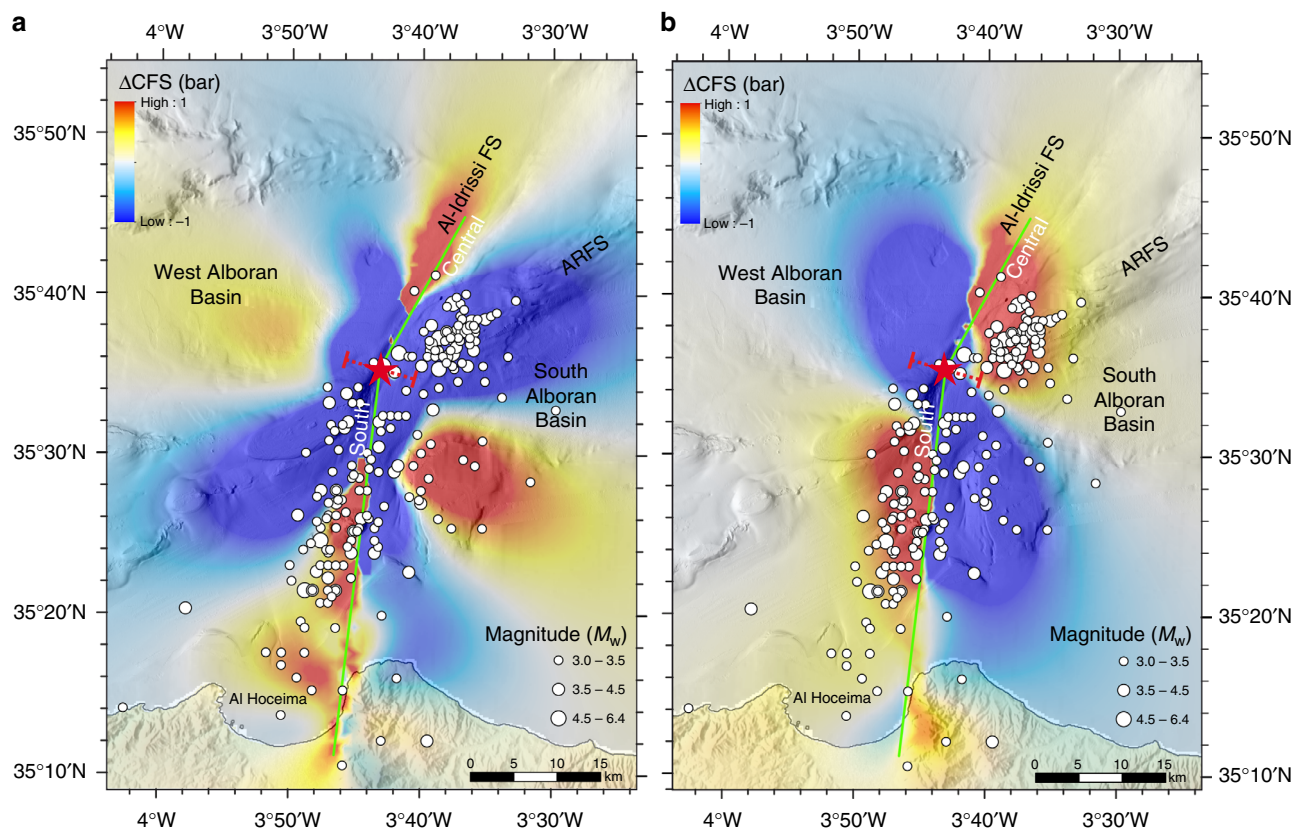 a
b
4°W 3°50'W 3°40'W 3°30'W
4°W 3°50'W 3°40'W 3°30'W
ΔCFS (bar)
High : 1
Low : –1
35°50'N
35°40'N
35°30'N
35°20'N
35°10'N
Al-Idrissi FS
Central
ARFS
West Alboran
Basin
South
Alboran
Basin
South
Magnitude (Mw)
3.0 – 3.5
3.5 – 4.5
4.5 – 6.4
Al Hoceima
0 5 10 15
km
4°W 3°50'W 3°40'W 3°30'W
ΔCFS (bar)
High : 1
Low : –1
Al-Idrissi FS
Central
ARFS
West Alboran
Basin
South
Alboran
Basin
South
Magnitude (Mw)
3.0 – 3.5
3.5 – 4.5
4.5 – 6.4
Al Hoceima
0 5 10 15
km
35°50'N
35°40'N
35°30'N
35°20'N
35°10'N
4°W 3°50'W 3°40'W 3°30'W